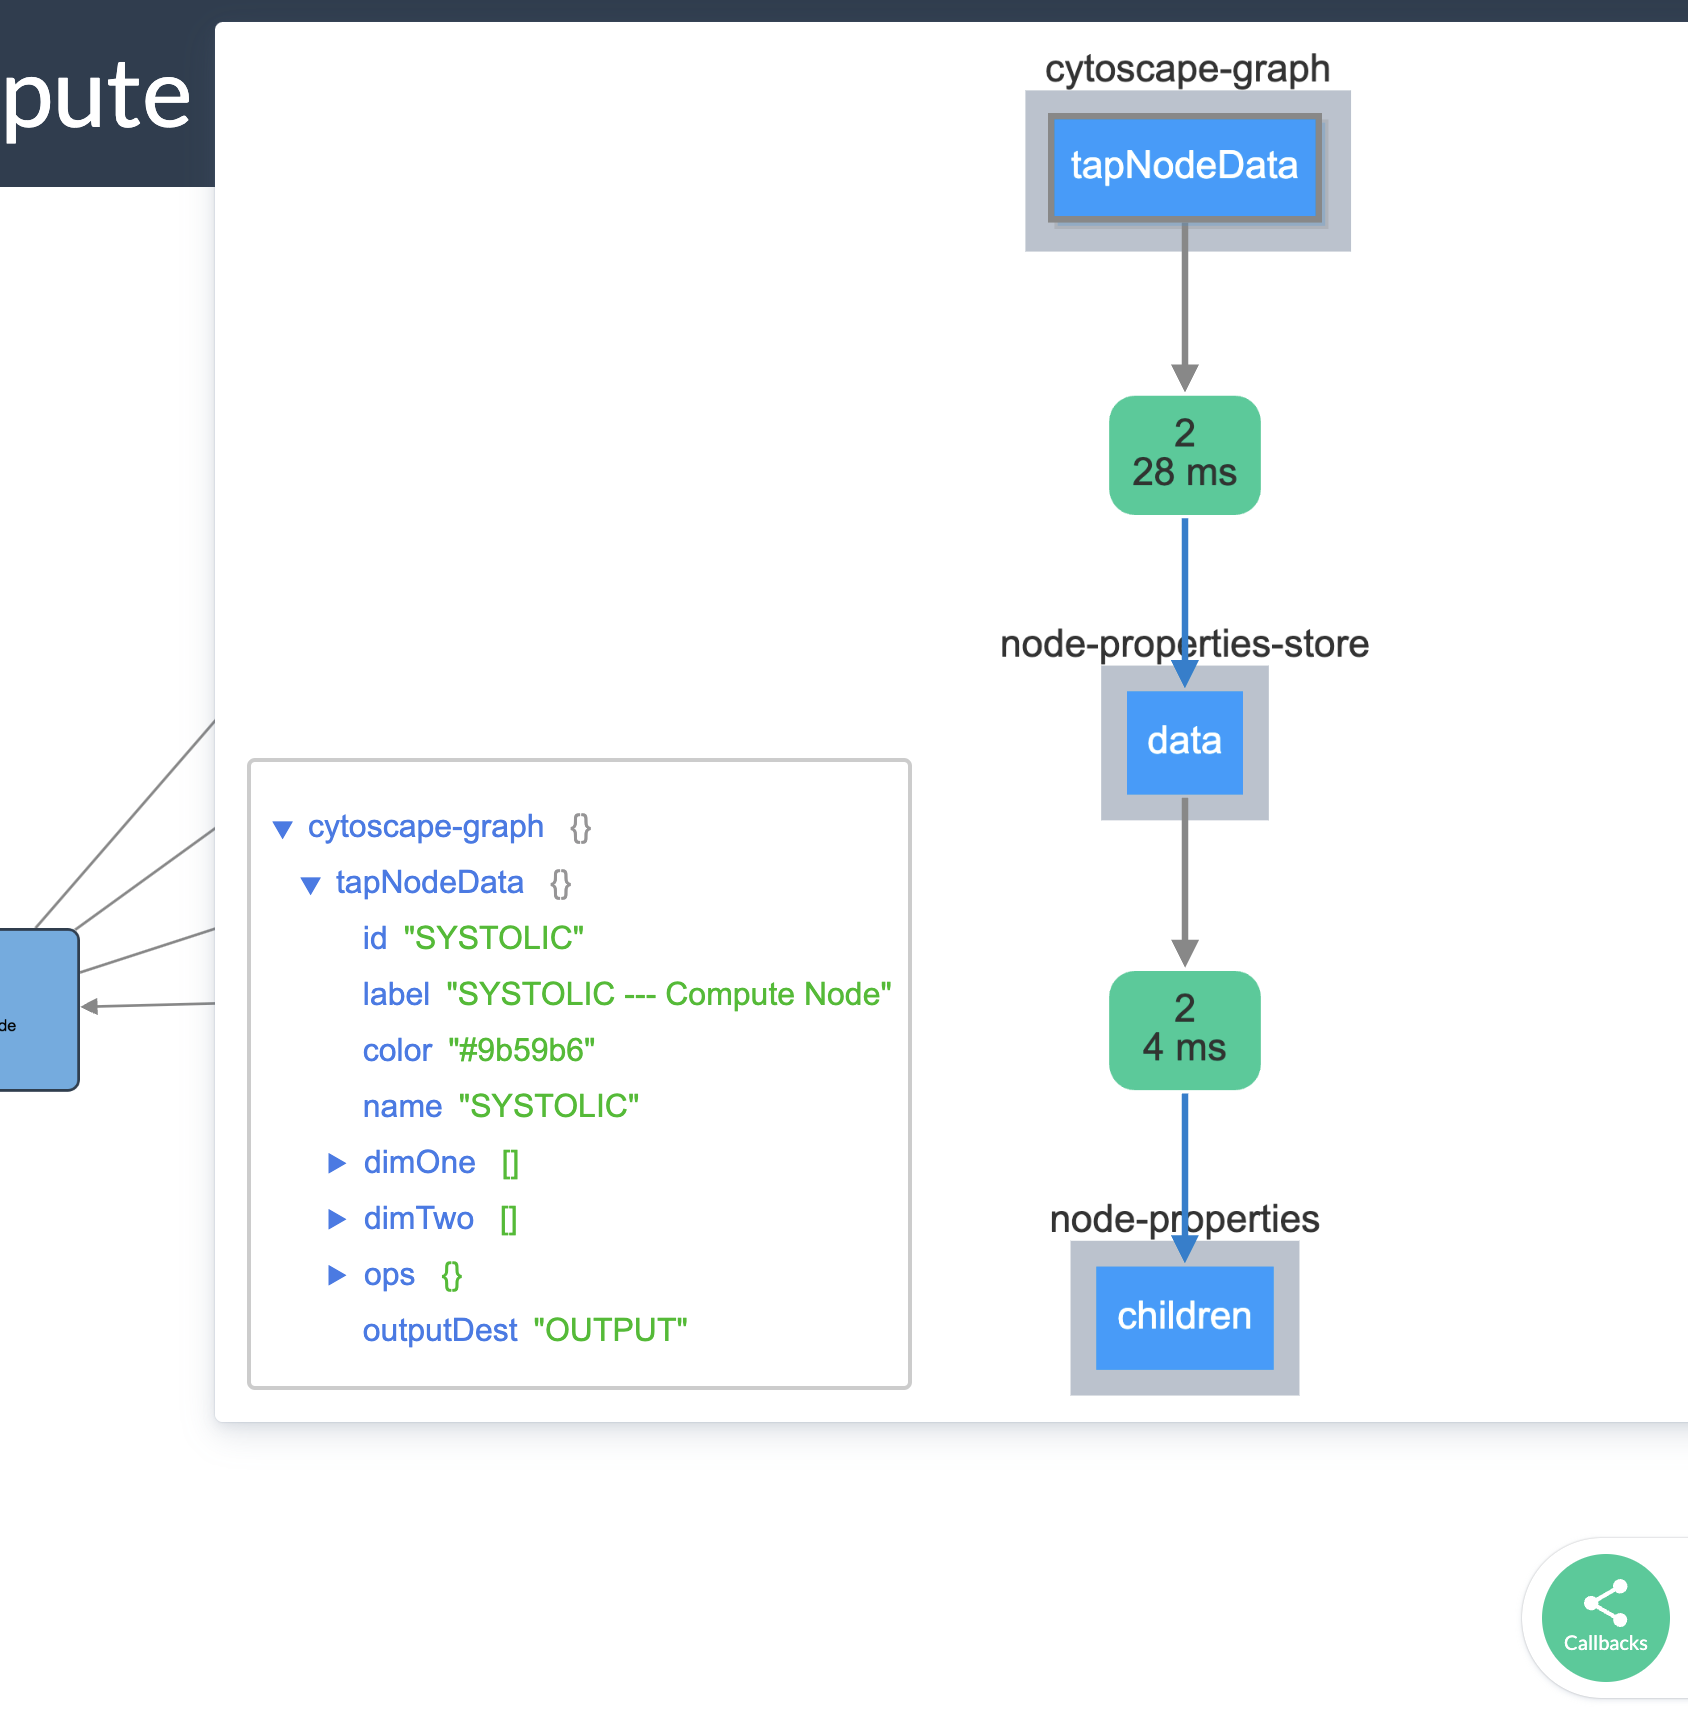 pute
cytoscape-graph
tapNodeData
2
28 ms
node-properties-store
data
2
4 ms
node-properties
children
cytoscape-graph {}
tapNodeData {}
id "SYSTOLIC"
label "SYSTOLIC --- Compute Node"
color "#9b59b6"
name "SYSTOLIC"
dimOne []
dimTwo []
ops {}
outputDest "OUTPUT"
de
Callbacks